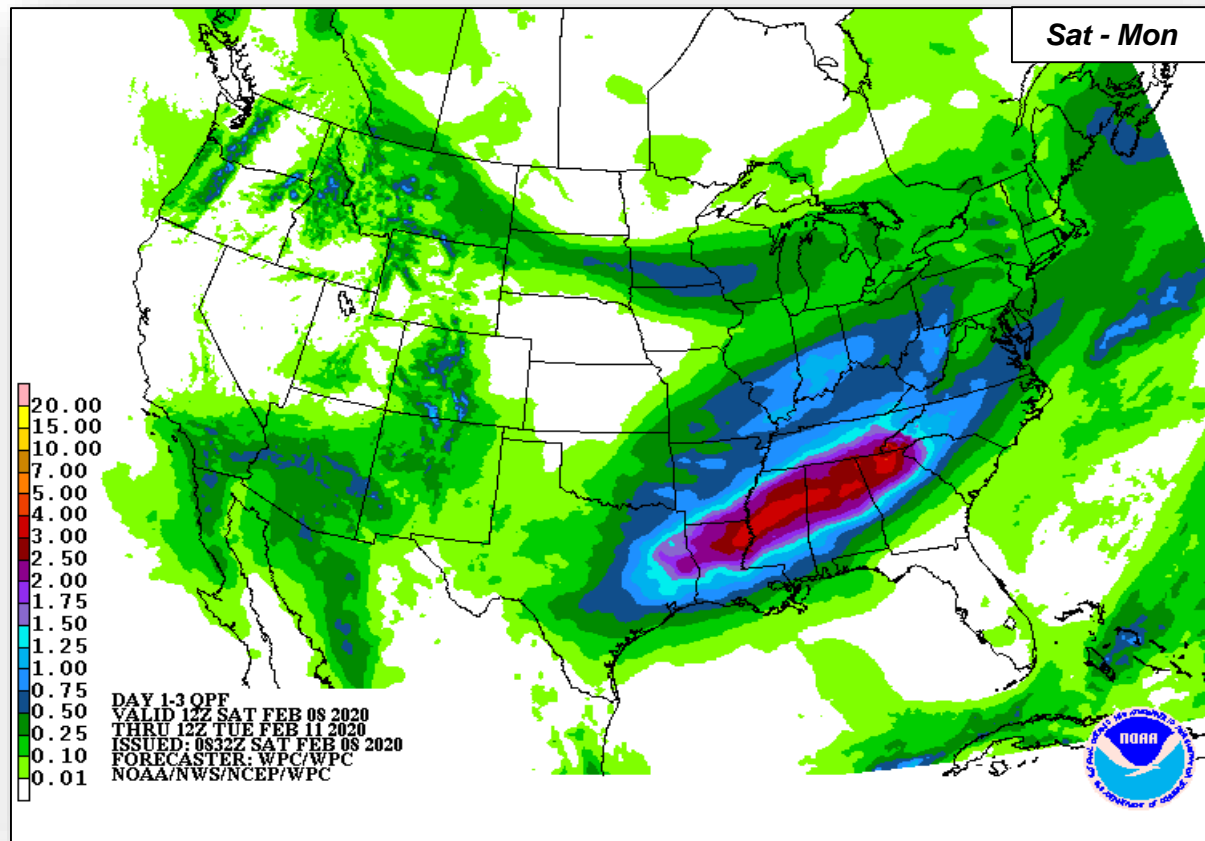 Sat - Mon
20.00
15.00
10.00
7.00
5.00
4.00
3.00
2.50
2.00
1.75
1.50
1.25
1.00
0.75
0.50
0.25
0.10
0.01
DAY 1-3 QPF
VALID 12Z SAT FEB 08 2020
THRU 12Z TUE FEB 11 2020
ISSUED: 0832Z SAT FEB 08 2020
FORECASTER: WPC/WPC
NOAA/NWS/NCEP/WPC
NOAA